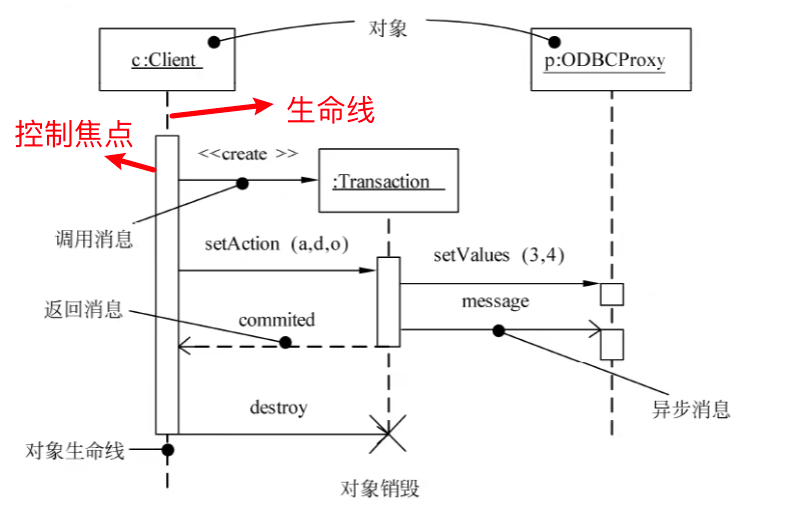 对象
c:Client
p:ODBCProxy
生命线
控制焦点
<<create >>
:Transaction
调用消息
setAction (a,d,o)
setValues (3,4)
返回消息
commited
message
destroy
异步消息
对象生命线
对象销毁